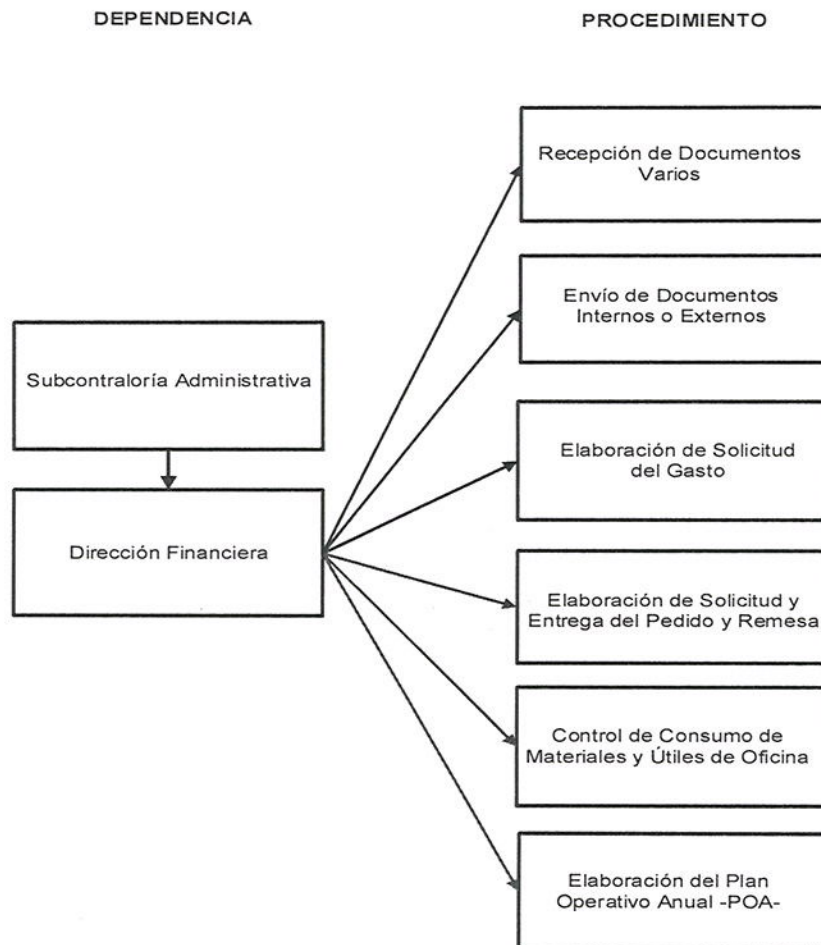 DEPENDENCIA
PROCEDIMIENTO
Recepción de Documentos
Varios
Envío de Documentos
Internos o Externos
Subcontraloría Administrativa
Elaboración de Solicitud
del Gasto
Dirección Financiera
Elaboración de Solicitud y
Entrega del Pedido y Remesa
Control de Consumo de
Materiales y Útiles de Oficina
Elaboración del Plan
Operativo Anual -POA-